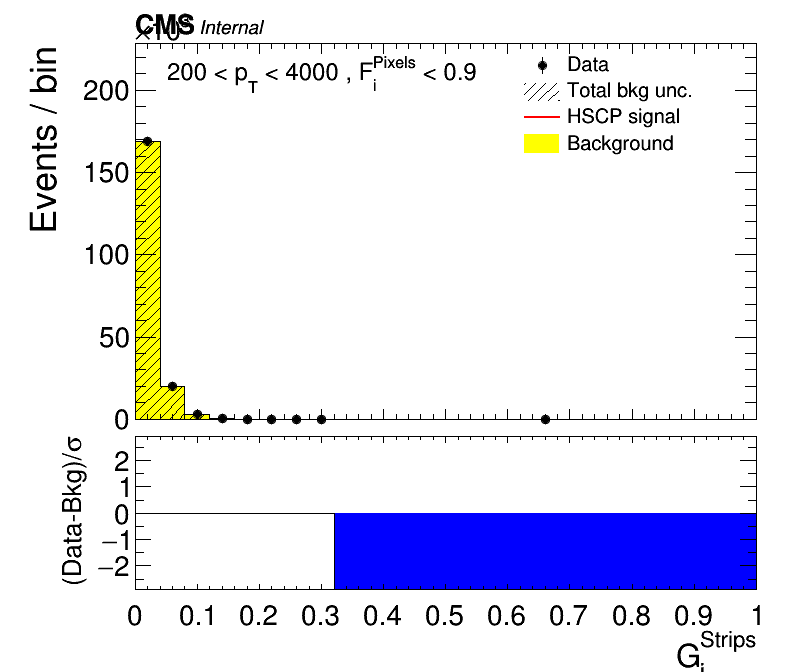 CMS Internal
×10³
Events / bin
200 < p_T < 4000 , F_i^Pixels < 0.9
Data
Total bkg unc.
HSCP signal
Background
200
150
100
50
0
(Data-Bkg)/σ
2
1
0
−1
−2
0 0.1 0.2 0.3 0.4 0.5 0.6 0.7 0.8 0.9 1
G_i^Strips